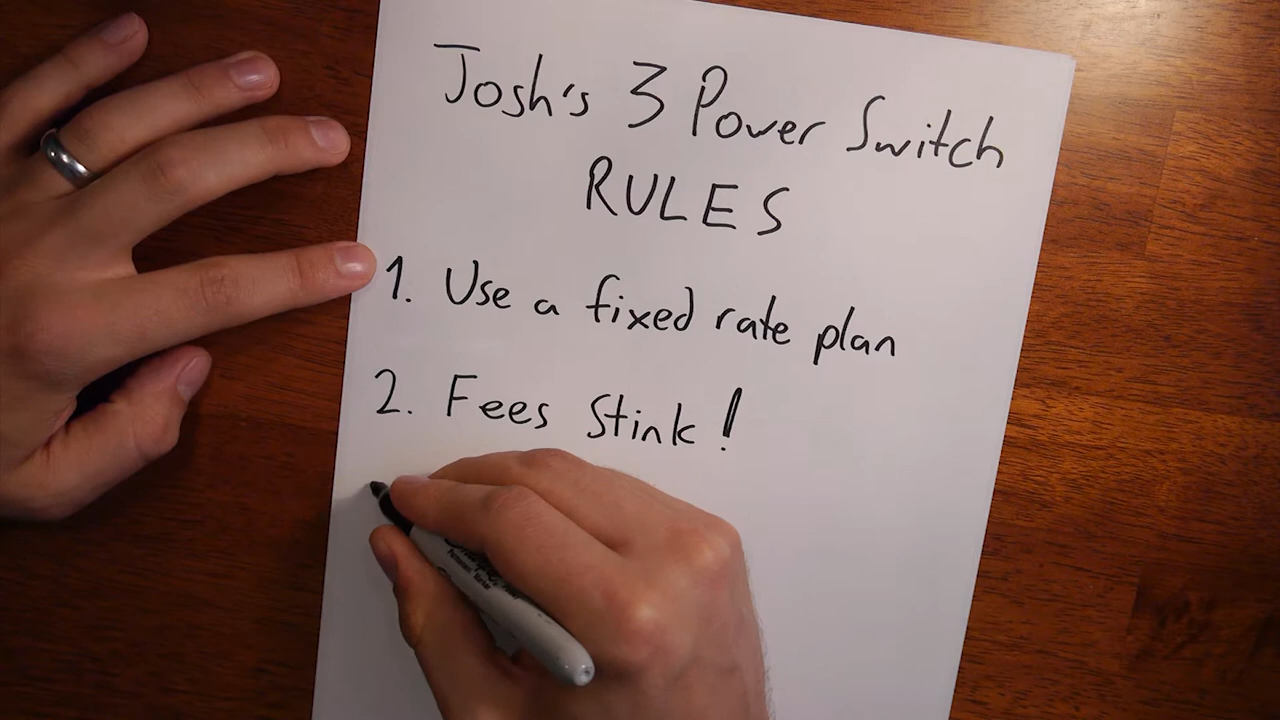 Josh's 3 Power Switch
RULES
1. Use a fixed rate plan
2. Fees Stink!